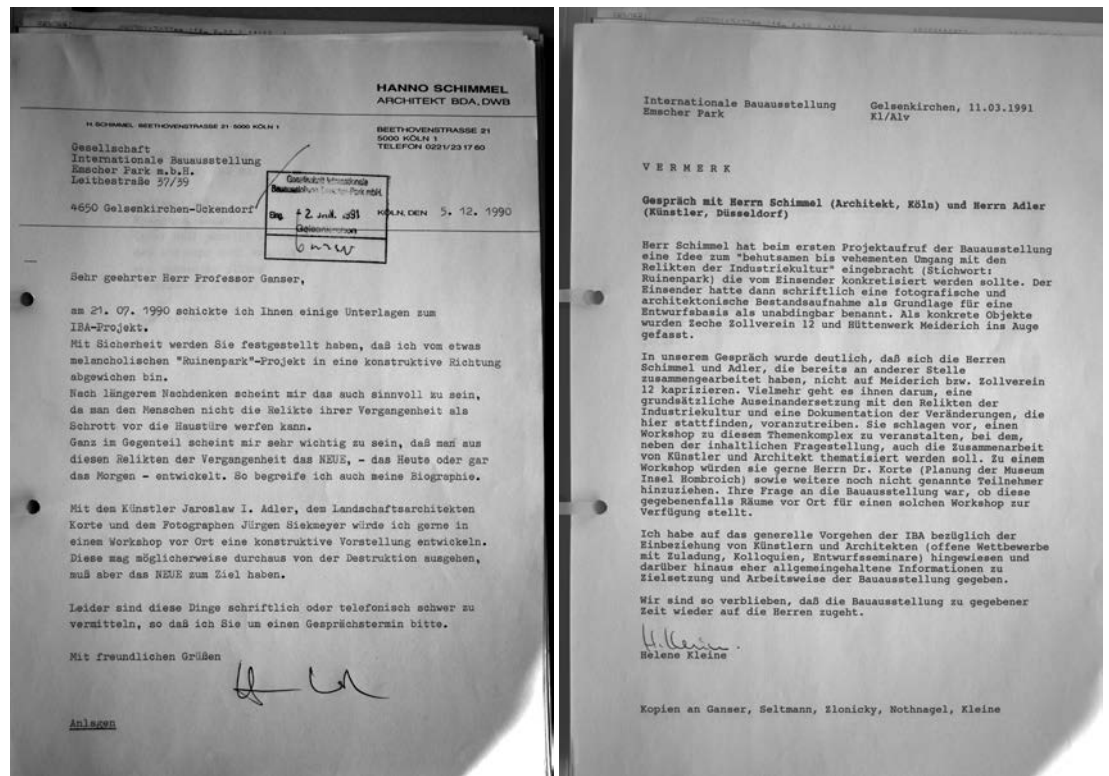 HANNO SCHIMMEL
ARCHITEKT BDA, DWB
H. SCHIMMEL BEETHOVENSTRASSE 21 5000 KÖLN 1
BEETHOVENSTRASSE 21
5000 KÖLN 1
TELEFON 0221/23 17 60
Gesellschaft
Internationale Bauausstellung
Emscher Park m.b.H.
Leithestraße 37/39
4650 Gelsenkirchen-Ückendorf
Gesellschaft Internationale
Bauausstellung Emscher Park mbH.
Eing.
Gelsenkirchen
KÖLN, DEN 5. 12. 1990
Sehr geehrter Herr Professor Ganser,
am 21. 07. 1990 schickte ich Ihnen einige Unterlagen zum
IBA-Projekt.
Mit Sicherheit werden Sie festgestellt haben, daß ich vom etwas
melancholischen "Ruinenpark"-Projekt in eine konstruktive Richtung
abgewichen bin.
Nach längerem Nachdenken scheint mir das auch sinnvoll zu sein,
da man den Menschen nicht die Relikte ihrer Vergangenheit als
Schrott vor die Haustüre werfen kann.
Ganz im Gegenteil scheint mir sehr wichtig zu sein, daß man aus
diesen Relikten der Vergangenheit das NEUE, - das Heute oder gar
das Morgen - entwickelt. So begreife ich auch meine Biographie.
Mit dem Künstler Jaroslaw I. Adler, dem Landschaftsarchitekten
Korte und dem Fotographen Jürgen Siekmeyer würde ich gerne in
einem Workshop vor Ort eine konstruktive Vorstellung entwickeln.
Diese mag möglicherweise durchaus von der Destruktion ausgehen,
muß aber das NEUE zum Ziel haben.
Leider sind diese Dinge schriftlich oder telefonisch schwer zu
vermitteln, so daß ich Sie um einen Gesprächstermin bitte.
Mit freundlichen Grüßen
Anlagen
Internationale Bauausstellung
Emscher Park
Gelsenkirchen, 11.03.1991
Kl/Alv
V E R M E R K
Gespräch mit Herrn Schimmel (Architekt, Köln) und Herrn Adler
(Künstler, Düsseldorf)
Herr Schimmel hat beim ersten Projektaufruf der Bauausstellung
eine Idee zum "behutsamen bis vehementen Umgang mit den
Relikten der Industriekultur" eingebracht (Stichwort:
Ruinenpark) die vom Einsender konkretisiert werden sollte. Der
Einsender hatte dann schriftlich eine fotografische und
architektonische Bestandsaufnahme als Grundlage für eine
Entwurfsbasis als unabdingbar benannt. Als konkrete Objekte
wurden Zeche Zollverein 12 und Hüttenwerk Meiderich ins Auge
gefasst.
In unserem Gespräch wurde deutlich, daß sich die Herren
Schimmel und Adler, die bereits an anderer Stelle
zusammengearbeitet haben, nicht auf Meiderich bzw. Zollverein
12 kaprizieren. Vielmehr geht es ihnen darum, eine
grundsätzliche Auseinandersetzung mit den Relikten der
Industriekultur und eine Dokumentation der Veränderungen, die
hier stattfinden, voranzutreiben. Sie schlagen vor, einen
Workshop zu diesem Themenkomplex zu veranstalten, bei dem,
neben der inhaltlichen Fragestellung, auch die Zusammenarbeit
von Künstler und Architekt thematisiert werden soll. Zu einem
Workshop würden sie gerne Herrn Dr. Korte (Planung der Museum
Insel Hombroich) sowie weitere noch nicht genannte Teilnehmer
hinzuziehen. Ihre Frage an die Bauausstellung war, ob diese
gegebenenfalls Räume vor Ort für einen solchen Workshop zur
Verfügung stellt.
Ich habe auf das generelle Vorgehen der IBA bezüglich der
Einbeziehung von Künstlern und Architekten (offene Wettbewerbe
mit Zuladung, Kolloquien, Entwurfsseminare) hingewiesen und
darüber hinaus eher allgemeingehaltene Informationen zu
Zielsetzung und Arbeitsweise der Bauausstellung gegeben.
Wir sind so verblieben, daß die Bauausstellung zu gegebener
Zeit wieder auf die Herren zugeht.
H. Kleine
Helene Kleine
Kopien an Ganser, Seltmann, Zlonicky, Nothnagel, Kleine